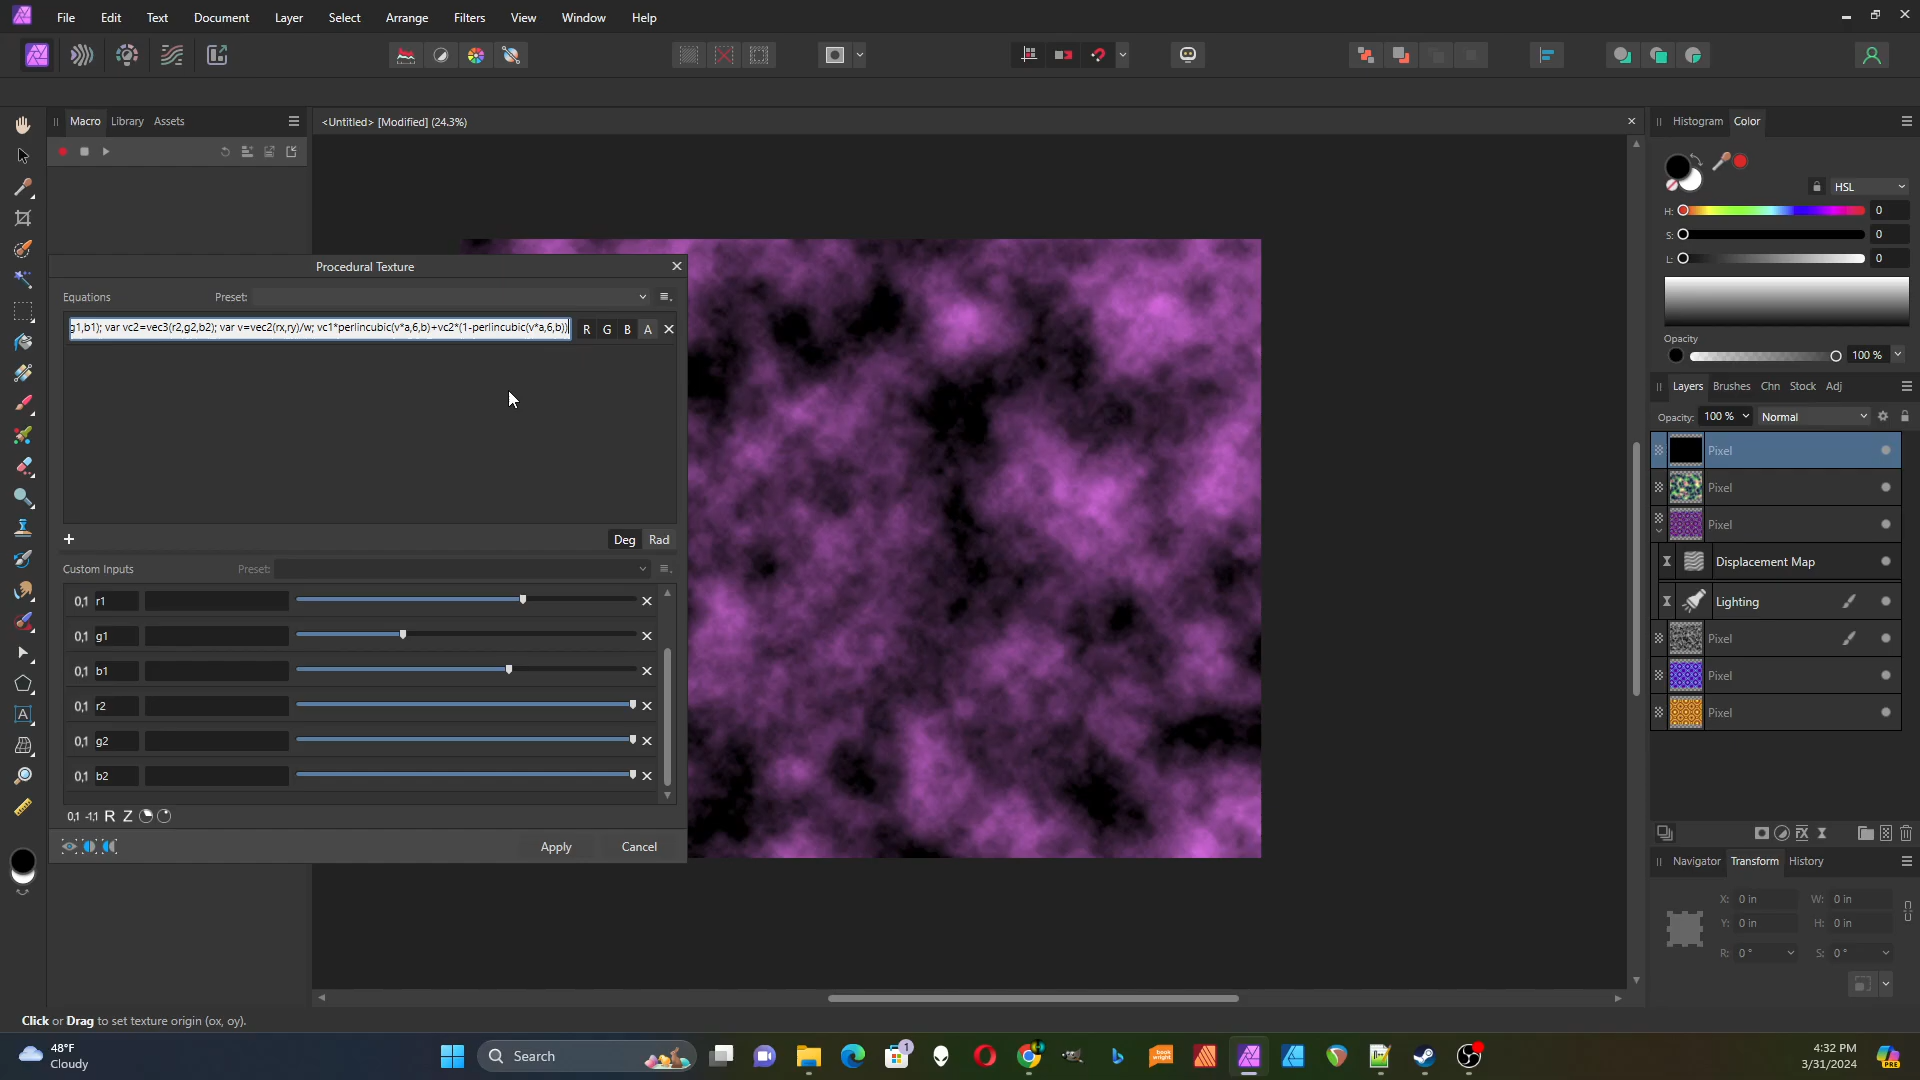 File Edit Text Document Layer Select Arrange Filters View Window Help
Macro Library Assets
<Untitled> [Modified] (24.3%)
Histogram Color
HSL
H: 0
S: 0
L: 0
Opacity
100 %
Layers Brushes Chn Stock Adj
Opacity: 100 % Normal
Pixel
Pixel
Pixel
Displacement Map
Lighting
Pixel
Pixel
Pixel
Navigator Transform History
X: 0 in W: 0 in
Y: 0 in H: 0 in
R: 0 ° S: 0 °
Procedural Texture
Equations Preset:
g1,b1); var vc2=vec3(r2,g2,b2); var v=vec2(rx,ry)/w; vc1*perlincubic(v*a,6,b)+vc2*(1-perlincubic(v*a,6,b))
R G B A
Deg Rad
Custom Inputs Preset:
0,1 r1
0,1 g1
0,1 b1
0,1 r2
0,1 g2
0,1 b2
0,1 -1,1 R Z
Apply Cancel
Click or Drag to set texture origin (ox, oy).
48°F
Cloudy
Search
1
4:32 PM
3/31/2024
PRE